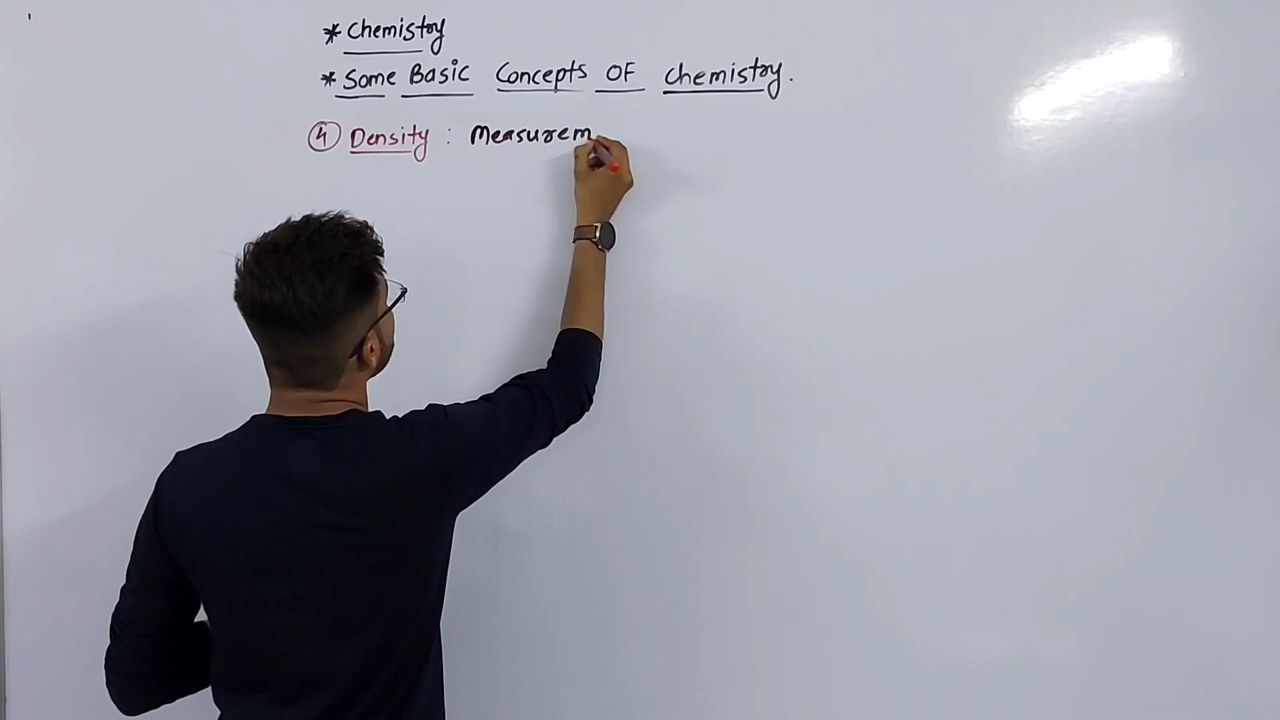 * Chemistry
* Some Basic Concepts OF Chemistry.
④ Density : Measurem